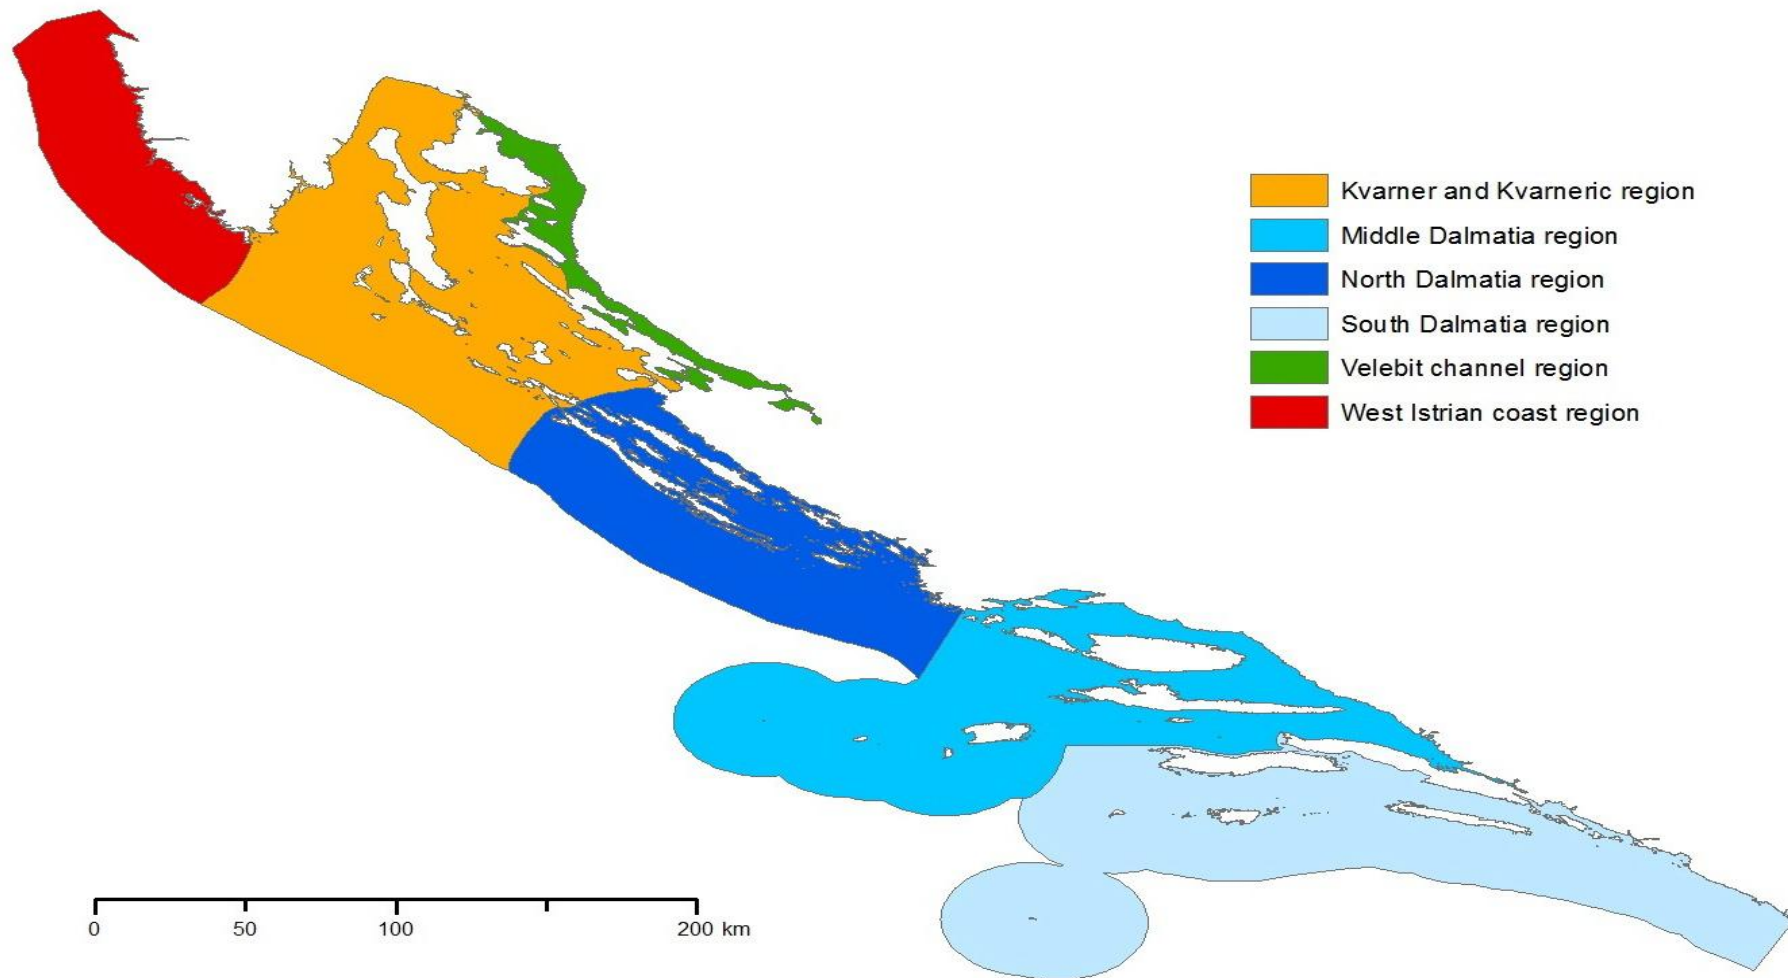 Kvarner and Kvarneric region
Middle Dalmatia region
North Dalmatia region
South Dalmatia region
Velebit channel region
West Istrian coast region
0 50 100 200 km